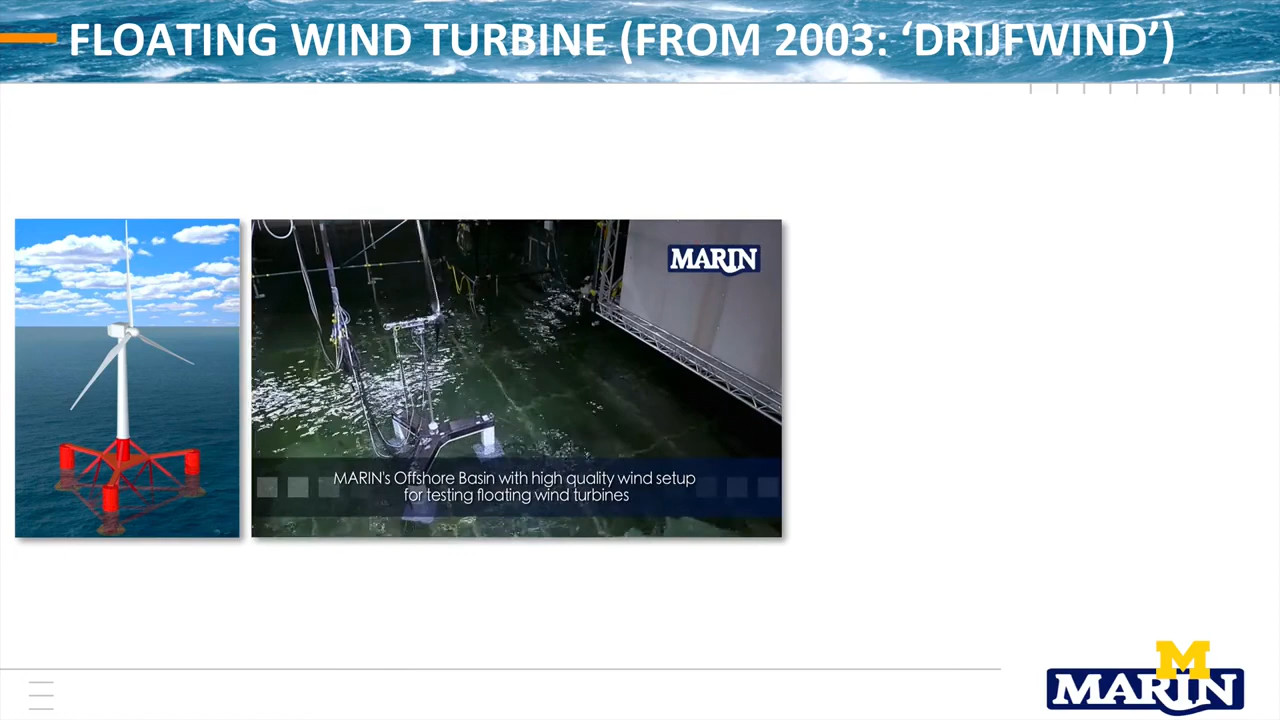 FLOATING WIND TURBINE (FROM 2003: ‘DRIJFWIND’)
MARIN
MARIN's Offshore Basin with high quality wind setup
for testing floating wind turbines
M
MARIN